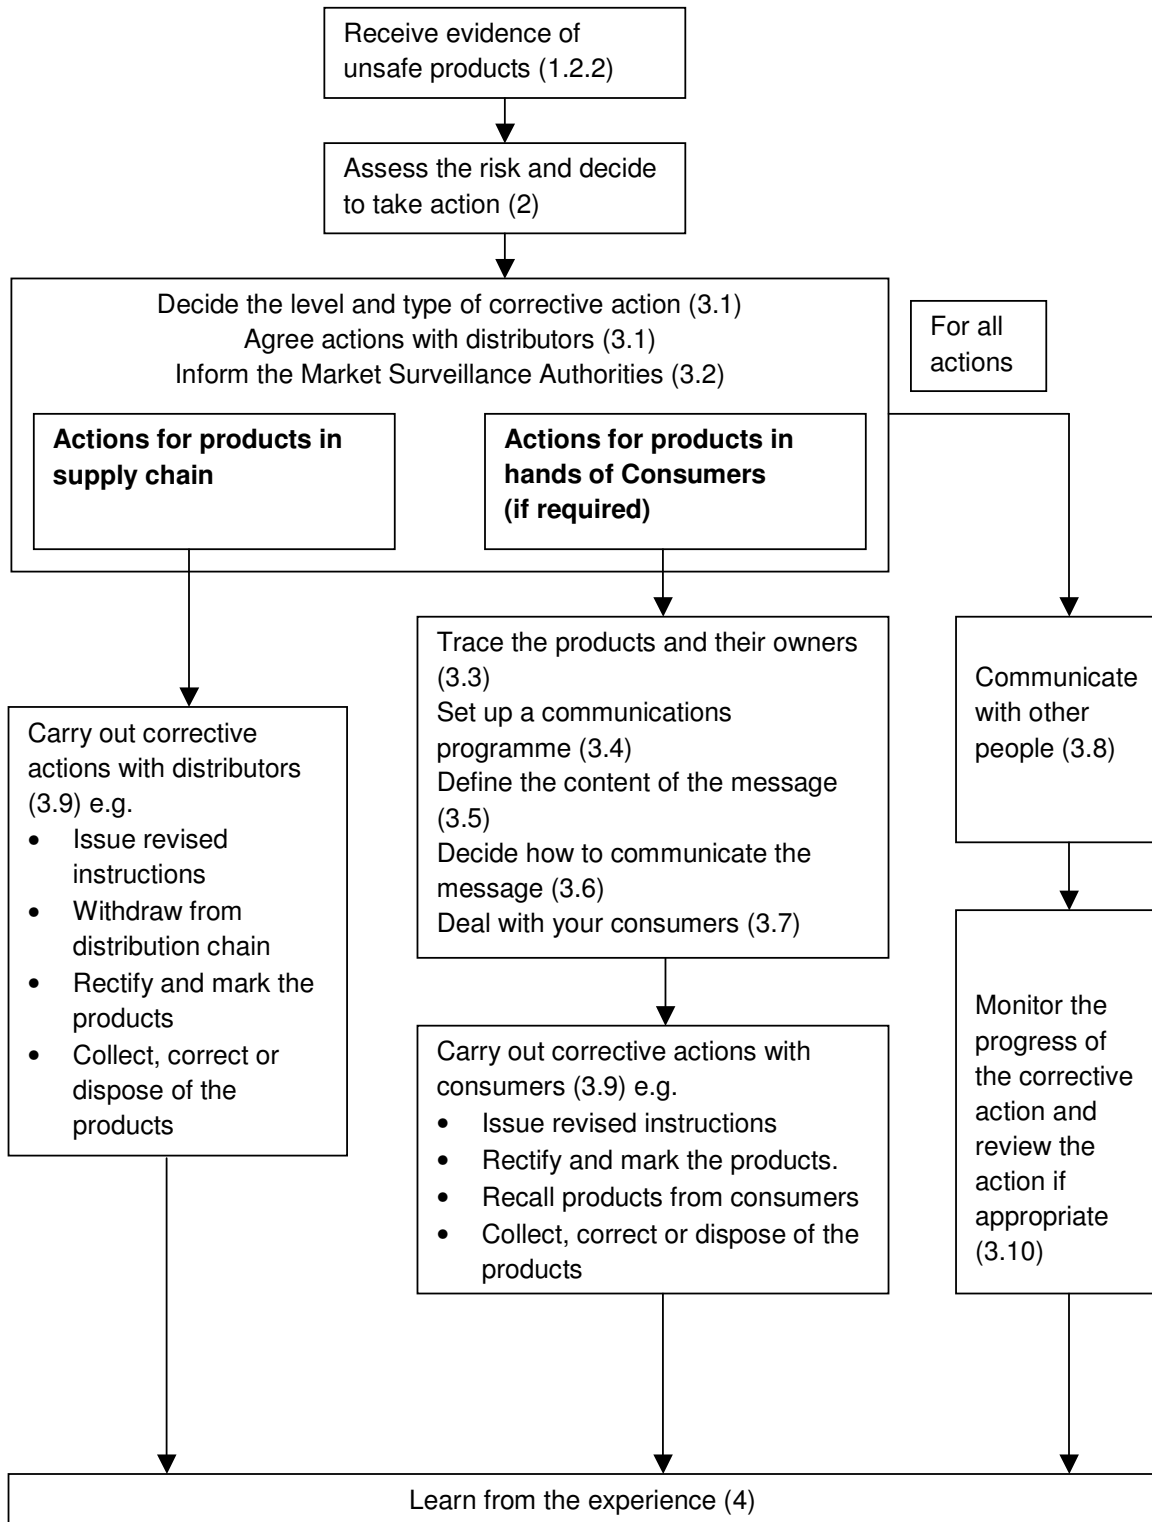 Receive evidence of
unsafe products (1.2.2)
Assess the risk and decide
to take action (2)
Decide the level and type of corrective action (3.1)
Agree actions with distributors (3.1)
Inform the Market Surveillance Authorities (3.2)
For all
actions
Actions for products in
supply chain
Actions for products in
hands of Consumers
(if required)
Carry out corrective
actions with distributors
(3.9) e.g.
• Issue revised
instructions
• Withdraw from
distribution chain
• Rectify and mark the
products
• Collect, correct or
dispose of the
products
Trace the products and their owners
(3.3)
Set up a communications
programme (3.4)
Define the content of the message
(3.5)
Decide how to communicate the
message (3.6)
Deal with your consumers (3.7)
Carry out corrective actions with
consumers (3.9) e.g.
• Issue revised instructions
• Rectify and mark the products.
• Recall products from consumers
• Collect, correct or dispose of the
products
Communicate
with other
people (3.8)
Monitor the
progress of
the corrective
action and
review the
action if
appropriate
(3.10)
Learn from the experience (4)